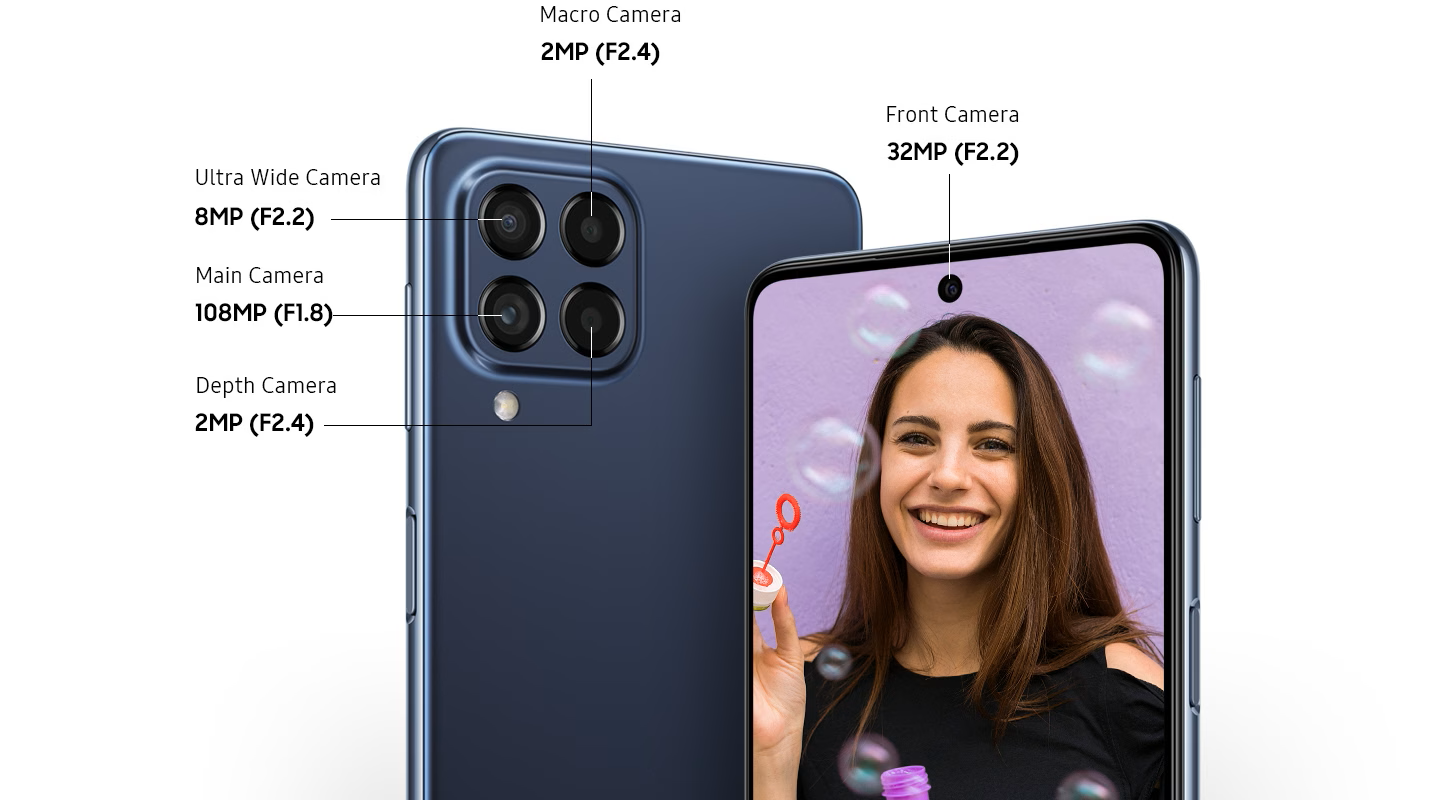 Macro Camera
2MP (F2.4)
Front Camera
32MP (F2.2)
Ultra Wide Camera
8MP (F2.2)
Main Camera
108MP (F1.8)
Depth Camera
2MP (F2.4)